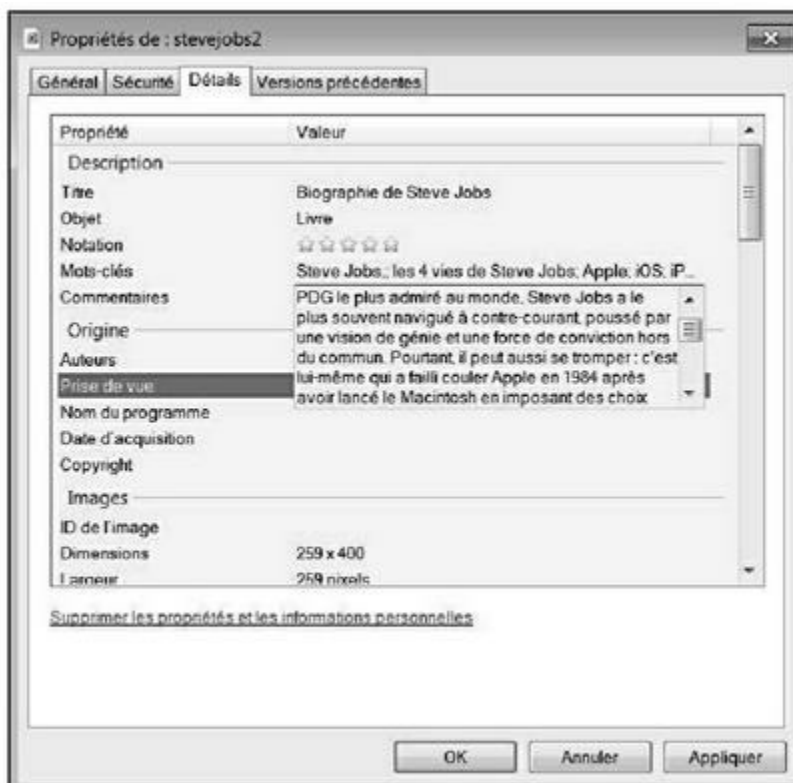 Propriétés de : stevejobs2
Général Sécurité Détails Versions précédentes
Propriété Valeur
Description
Titre Biographie de Steve Jobs
Objet Livre
Notation
Mots-clés Steve Jobs,; les 4 vies de Steve Jobs; Apple; iOS; iP...
Commentaires PDG le plus admiré au monde, Steve Jobs a le
plus souvent navigué à contre-courant, poussé par
Origine une vision de génie et une force de conviction hors
Auteurs du commun. Pourtant, il peut aussi se tromper : c'est
Prise de vue lui-même qui a failli couler Apple en 1984 après
avoir lancé le Macintosh en imposant des choix
Nom du programme
Date d'acquisition
Copyright
Images
ID de l'image
Dimensions 259 x 400
Largeur 259 pixels
Supprimer les propriétés et les informations personnelles
OK Annuler Appliquer